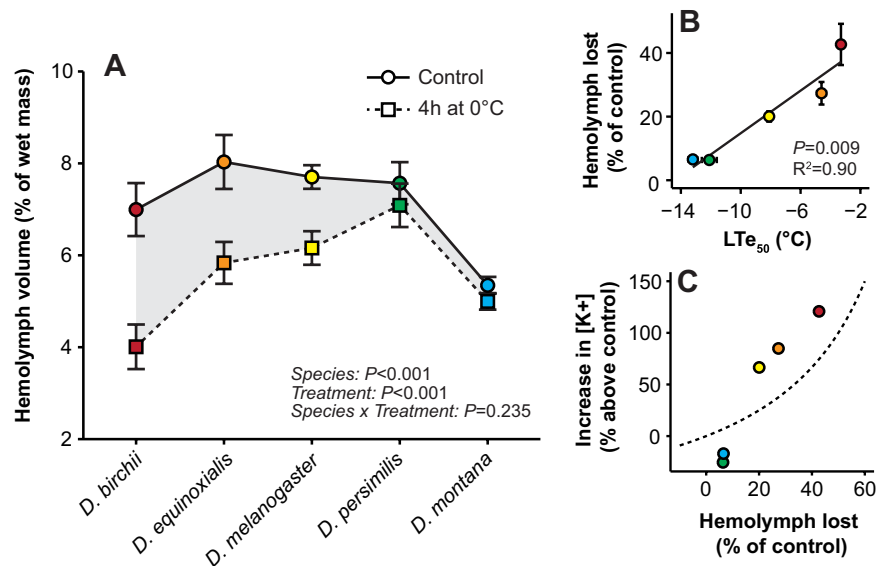 A
Control
4h at 0°C
Hemolymph volume (% of wet mass)
10
8
6
4
2
Species: P<0.001
Treatment: P<0.001
Species x Treatment: P=0.235
D. birchii
D. equinoxialis
D. melanogaster
D. persimilis
D. montana
B
Hemolymph lost
(% of control)
40
20
0
P=0.009
R²=0.90
−14
−10
−6
−2
LTe₅₀ (°C)
C
Increase in [K+]
(% above control)
150
100
50
0
0
20
40
60
Hemolymph lost
(% of control)